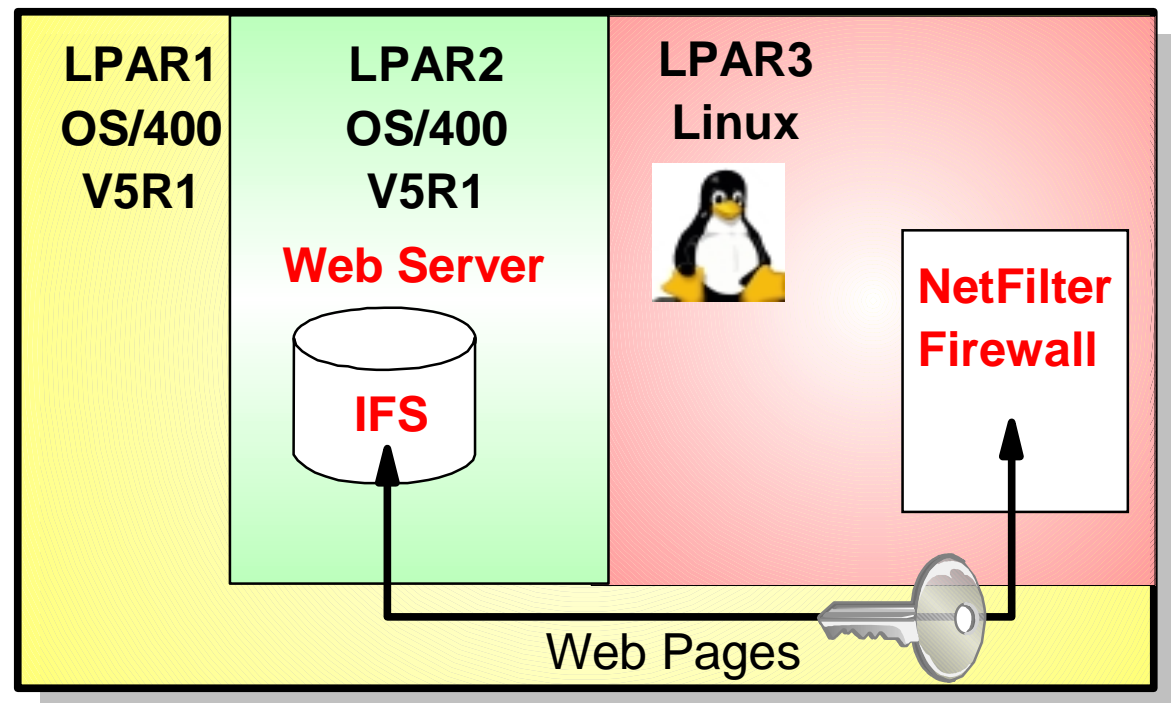 LPAR1
OS/400
V5R1
LPAR2
OS/400
V5R1
Web Server
IFS
LPAR3
Linux
NetFilter
Firewall
Web Pages